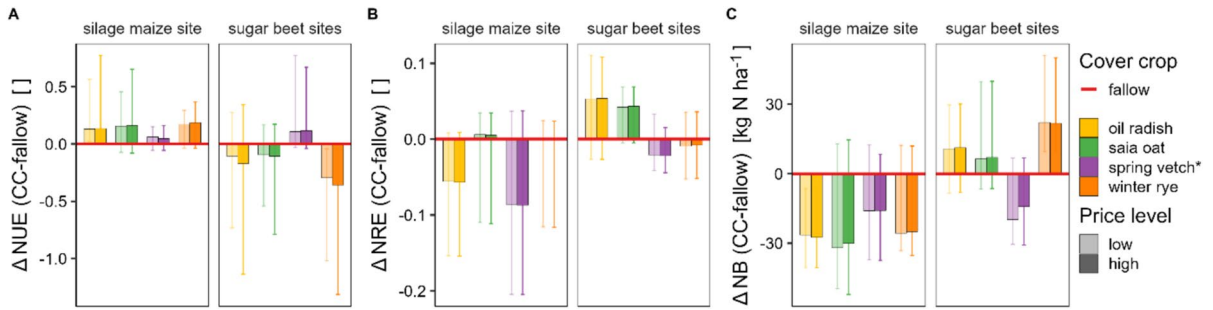 A
silage maize site
sugar beet sites
Δ NUE (CC-fallow) [ ]
0.5
0.0
-0.5
-1.0
B
silage maize site
sugar beet sites
Δ NRE (CC-fallow) [ ]
0.1
0.0
-0.1
-0.2
C
silage maize site
sugar beet sites
Δ NB (CC-fallow) [kg N ha⁻¹]
30
0
-30
Cover crop
fallow
oil radish
saia oat
spring vetch*
winter rye
Price level
low
high